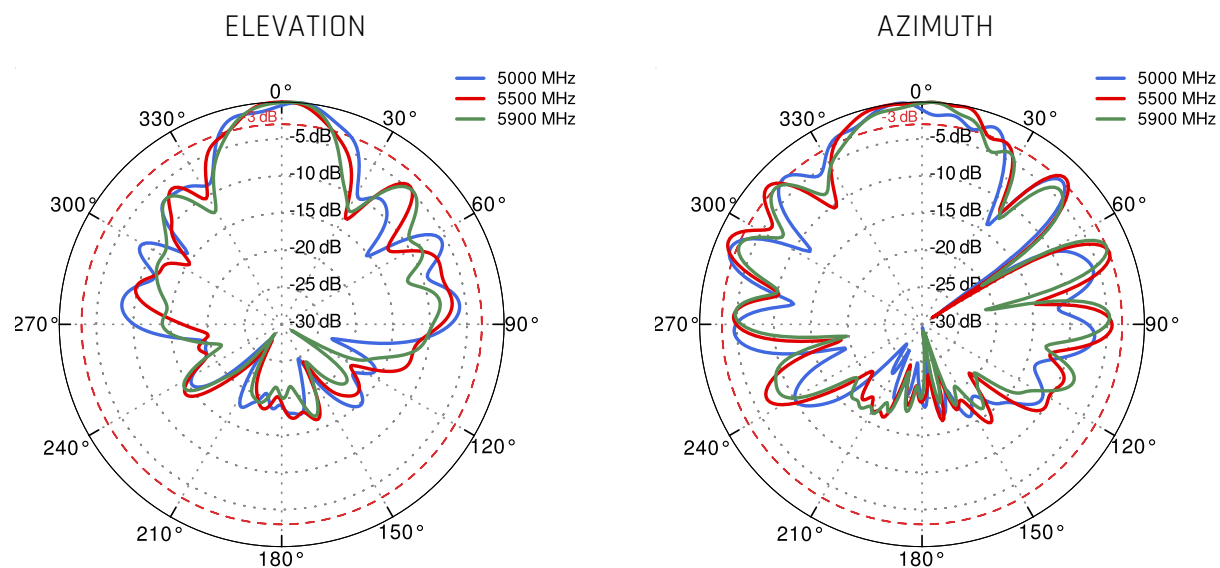 ELEVATION
5000 MHz
5500 MHz
5900 MHz
0°
30°
60°
90°
120°
150°
180°
210°
240°
270°
300°
330°
-3 dB
-5 dB
-10 dB
-15 dB
-20 dB
-25 dB
-30 dB
AZIMUTH
5000 MHz
5500 MHz
5900 MHz
0°
30°
60°
90°
120°
150°
180°
210°
240°
270°
300°
330°
-3 dB
-5 dB
-10 dB
-15 dB
-20 dB
-25 dB
-30 dB